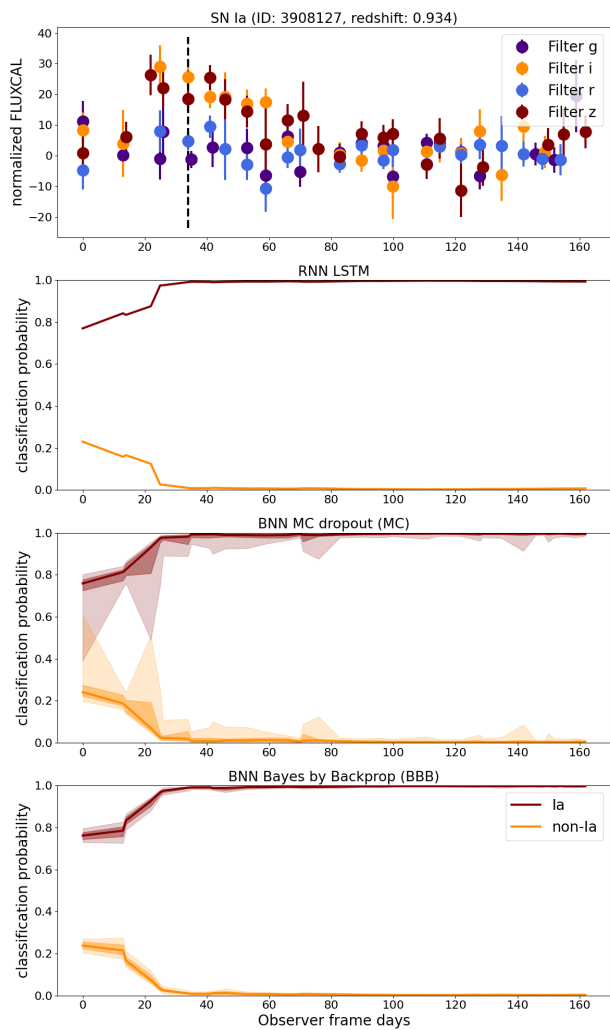 SN Ia (ID: 3908127, redshift: 0.934)
normalized FLUXCAL
40
30
20
10
0
−10
−20
Filter g
Filter i
Filter r
Filter z
0 20 40 60 80 100 120 140 160
RNN LSTM
classification probability
1.0
0.8
0.6
0.4
0.2
0.0
0 20 40 60 80 100 120 140 160
BNN MC dropout (MC)
classification probability
1.0
0.8
0.6
0.4
0.2
0.0
0 20 40 60 80 100 120 140 160
BNN Bayes by Backprop (BBB)
classification probability
1.0
0.8
0.6
0.4
0.2
0.0
Ia
non-Ia
0 20 40 60 80 100 120 140 160
Observer frame days